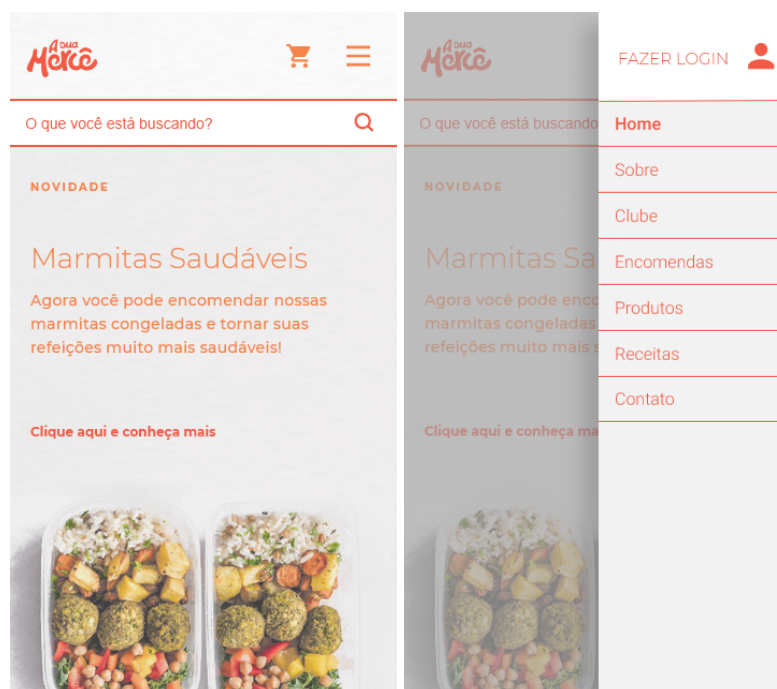 A sua
Mercê
O que você está buscando?
NOVIDADE
Marmitas Saudáveis
Agora você pode encomendar nossas
marmitas congeladas e tornar suas
refeições muito mais saudáveis!
Clique aqui e conheça mais
A sua
Mercê
O que você está buscando
NOVIDADE
Marmitas Sa
Agora você pode enco
marmitas congeladas
refeições muito mais s
Clique aqui e conheça ma
FAZER LOGIN
Home
Sobre
Clube
Encomendas
Produtos
Receitas
Contato